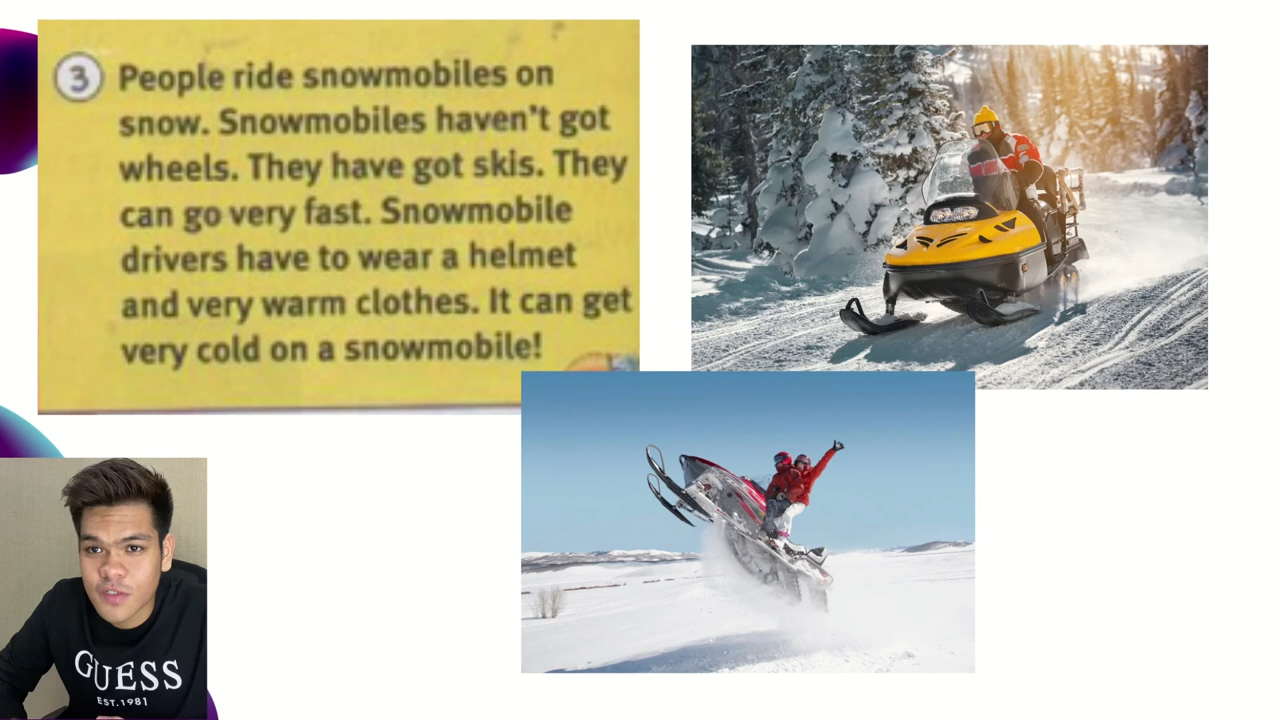 3 People ride snowmobiles on
snow. Snowmobiles haven't got
wheels. They have got skis. They
can go very fast. Snowmobile
drivers have to wear a helmet
and very warm clothes. It can get
very cold on a snowmobile!
GUESS
EST.1981